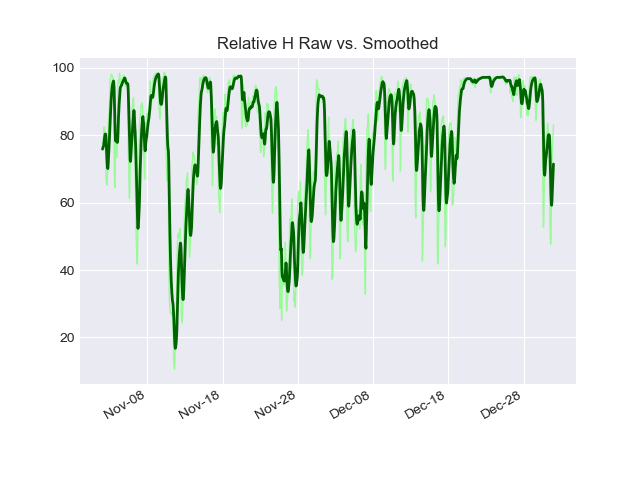 Relative H Raw vs. Smoothed
100
80
60
40
20
Nov-08
Nov-18
Nov-28
Dec-08
Dec-18
Dec-28